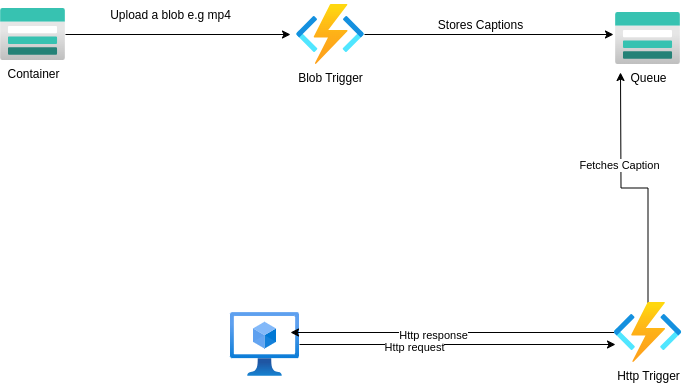 Upload a blob e.g mp4
Stores Captions
Container
Blob Trigger
Queue
Fetches Caption
Http response
Http request
Http Trigger